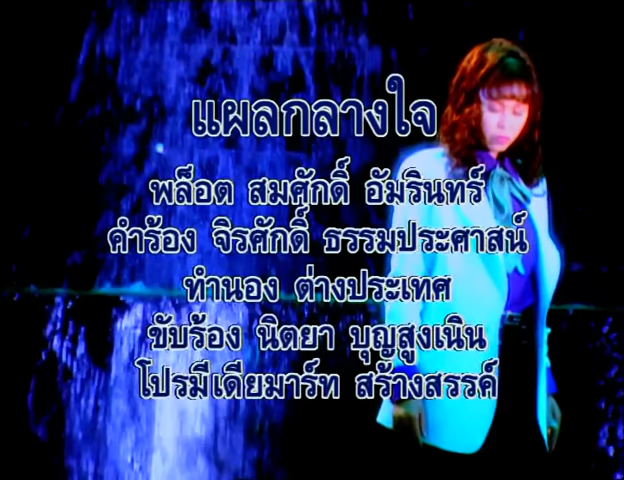 แผลกลางใจ
พล็อต สมศักดิ์ อัมรินทร์
คำร้อง จิรศักดิ์ ธรรมประศาสน์
ทำนอง ต่างประเทศ
ขับร้อง นิตยา บุญสูงเนิน
โปรมีเดียมาร์ท สร้างสรรค์